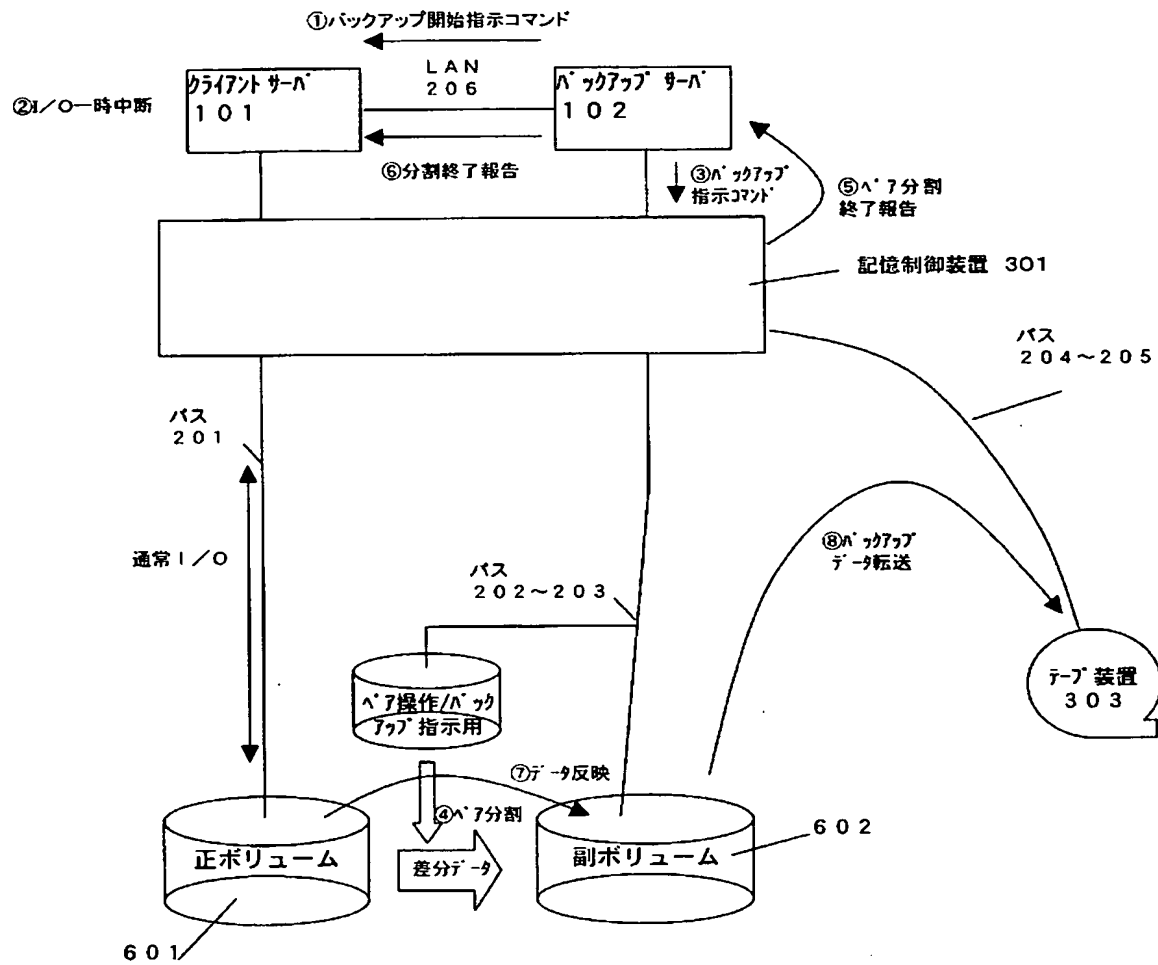 ①バックアップ開始指示コマンド
LAN
206
クライアントサーバ
101
バックアップ サーバ
102
②I/O一時中断
⑥分割終了報告
③バックアップ
指示コマンド
⑤ペア分割
終了報告
記憶制御装置 301
パス
204~205
パス
201
通常I/O
⑧バックアップ
データ転送
パス
202~203
テープ装置
303
ペア操作/バック
アップ指示用
⑦データ反映
④ペア分割
602
正ボリューム
差分データ
副ボリューム
601